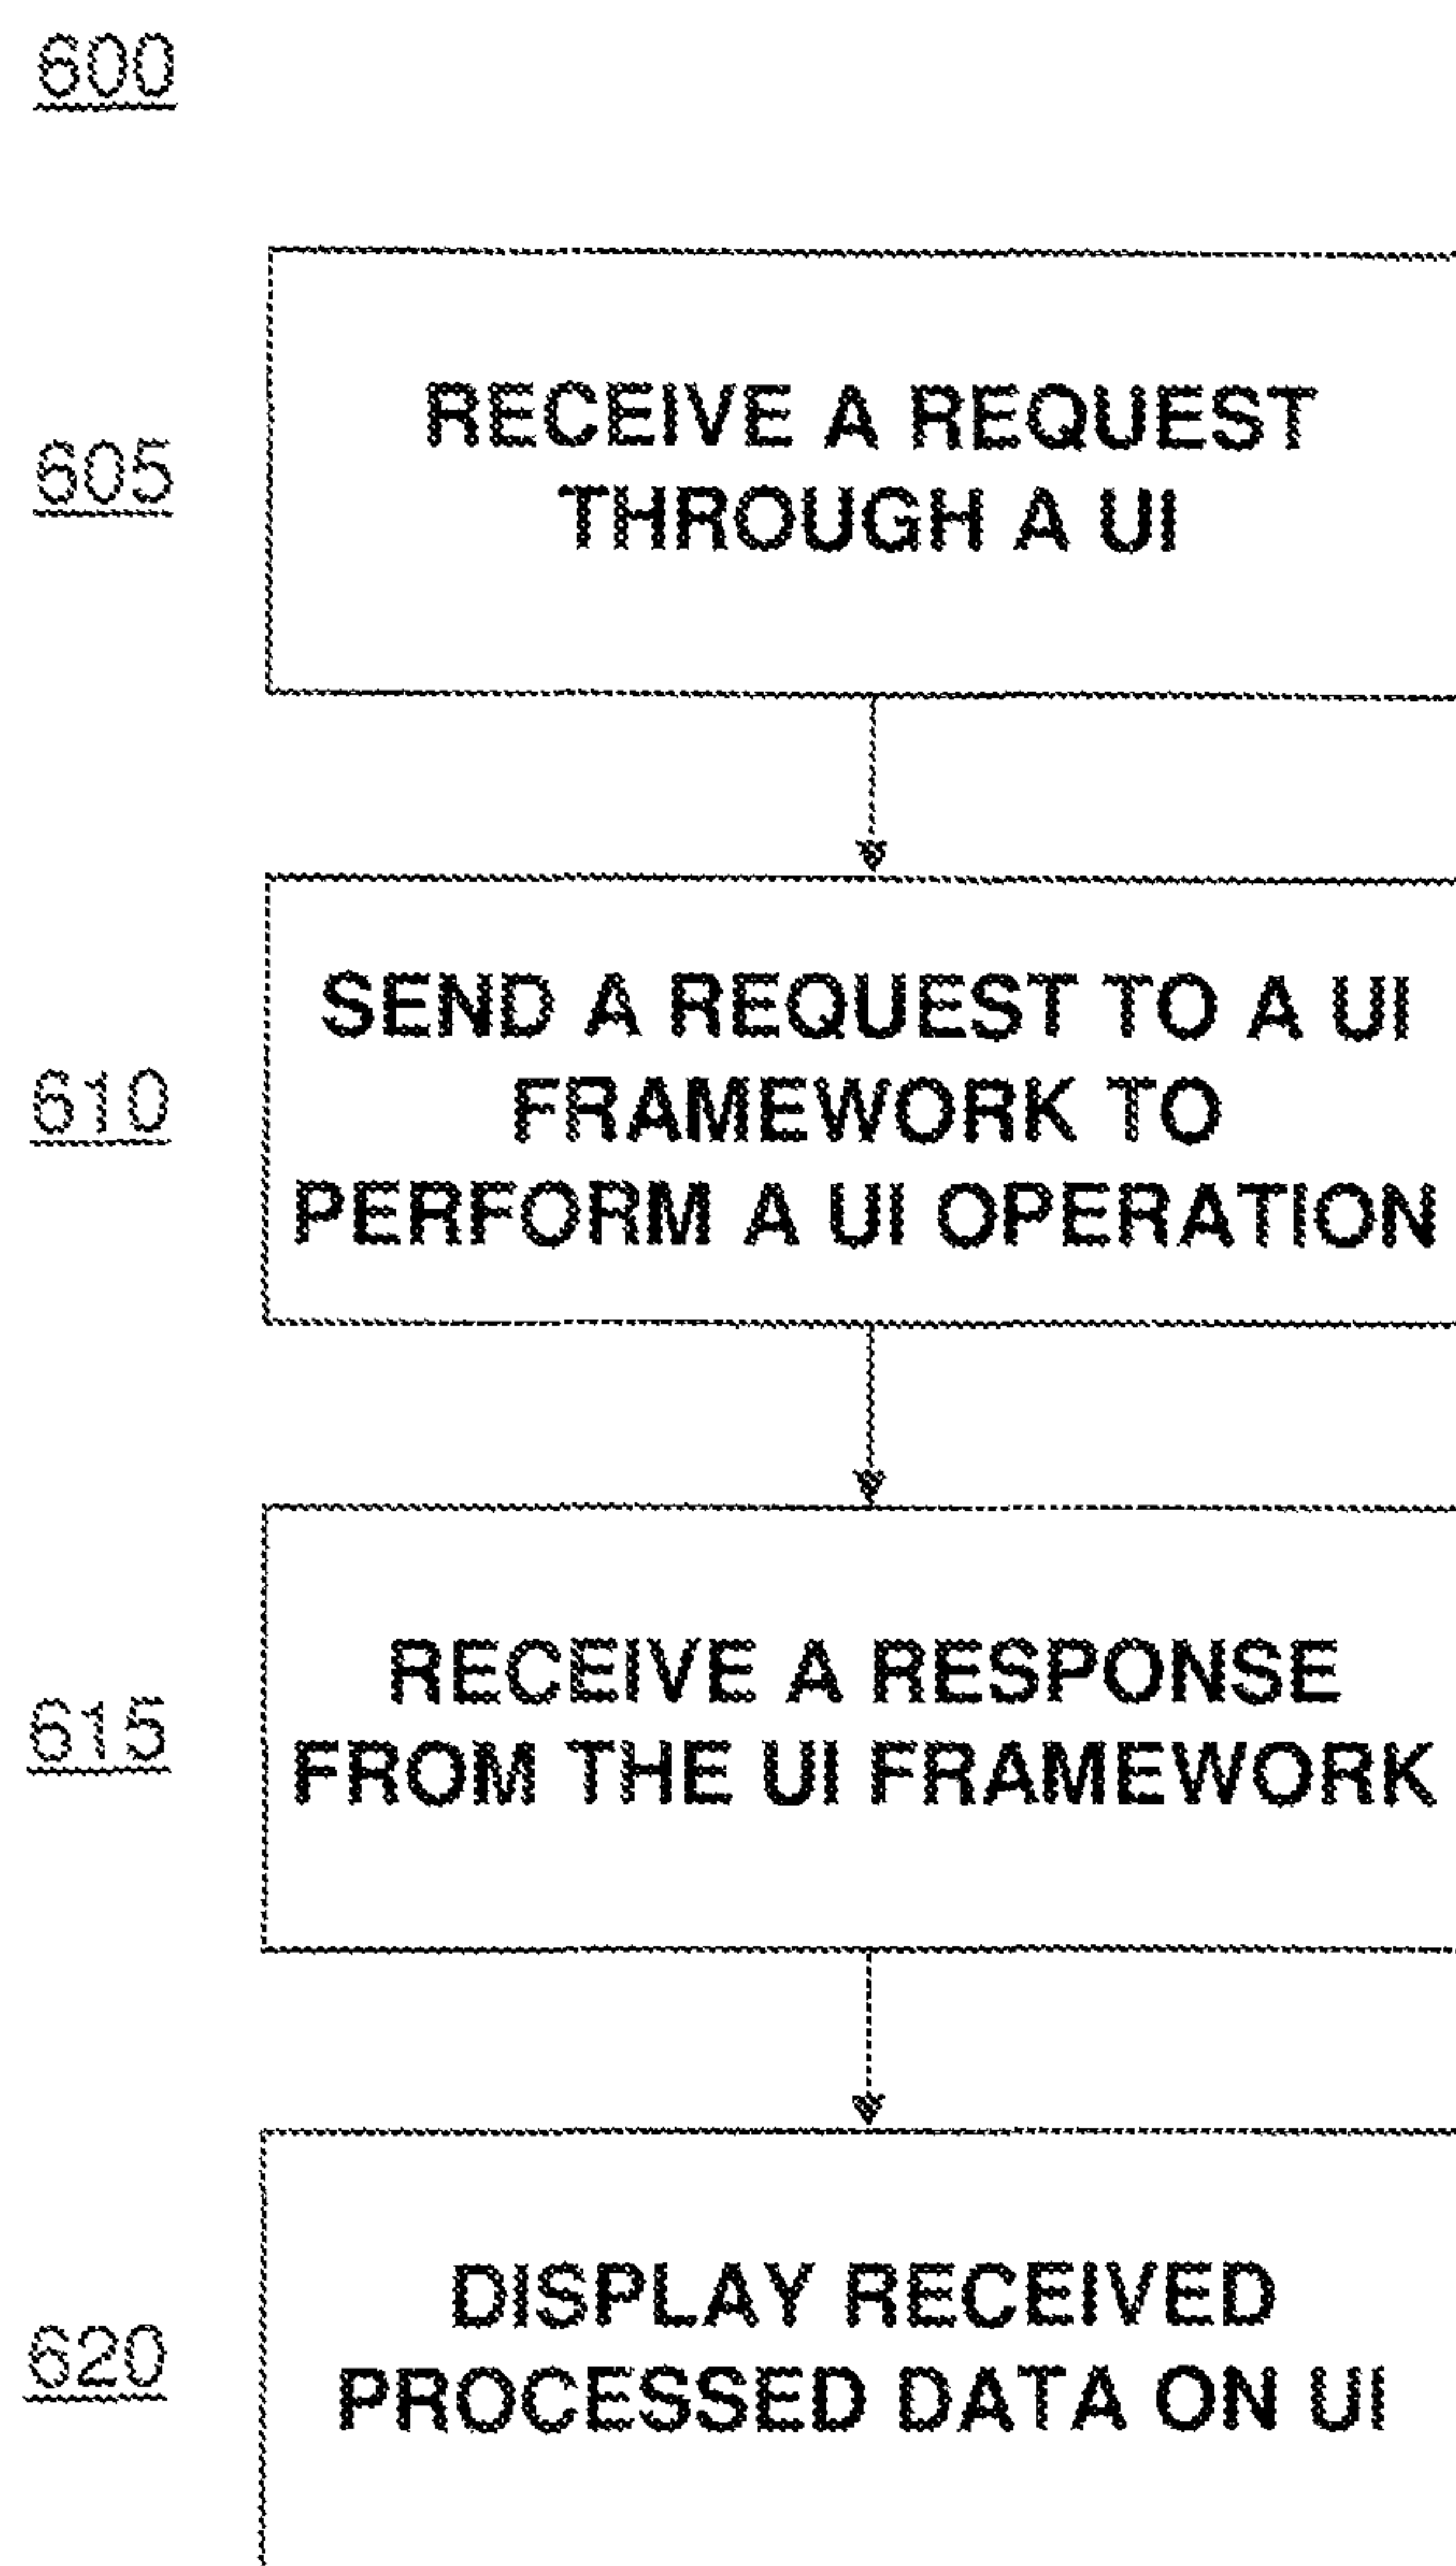 600
605
RECEIVE A REQUEST
THROUGH A UI
610
SEND A REQUEST TO A UI
FRAMEWORK TO
PERFORM A UI OPERATION
615
RECEIVE A RESPONSE
FROM THE UI FRAMEWORK
620
DISPLAY RECEIVED
PROCESSED DATA ON UI